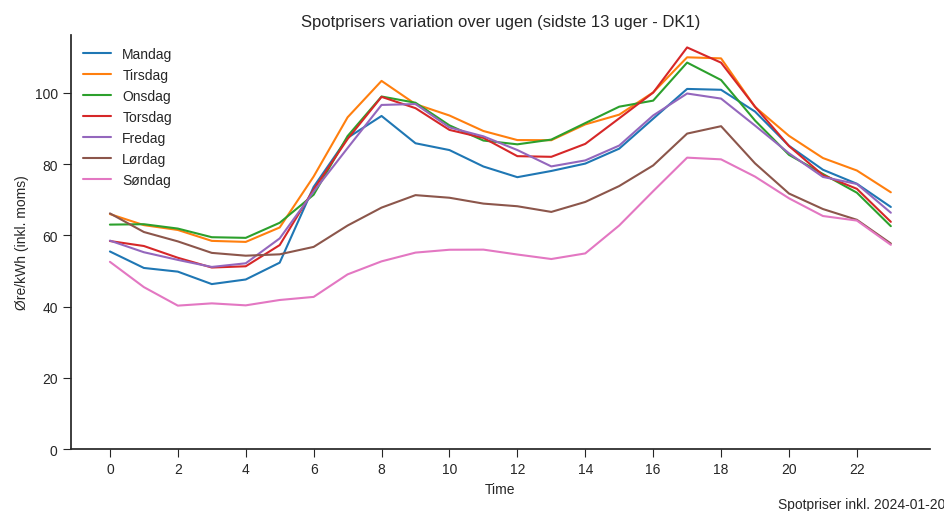 Spotprisers variation over ugen (sidste 13 uger - DK1)
Mandag
Tirsdag
Onsdag
Torsdag
Fredag
Lørdag
Søndag
Øre/kWh (inkl. moms)
100
80
60
40
20
0
0 2 4 6 8 10 12 14 16 18 20 22
Time
Spotpriser inkl. 2024-01-20